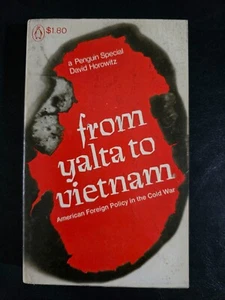 $1.80
a Penguin Special
David Horowitz
from
yalta to
vietnam
American Foreign Policy in the Cold War